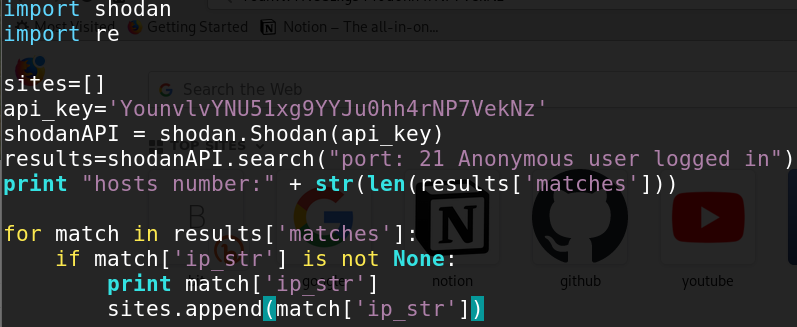 import shodan
import re
Most Visited
Getting Started
Notion – The all-in-on...
sites=[]
Search the Web
api_key='YounvlvYNU51xg9YYJu0hh4rNP7VekNz'
shodanAPI = shodan.Shodan(api_key)
TOP SITES
results=shodanAPI.search("port: 21 Anonymous user logged in")
print "hosts number:" + str(len(results['matches']))
B
for match in results['matches']:
if match['ip_str'] is not None:
notion
github
youtube
print match['ip_str']
sites.append(match['ip_str'])